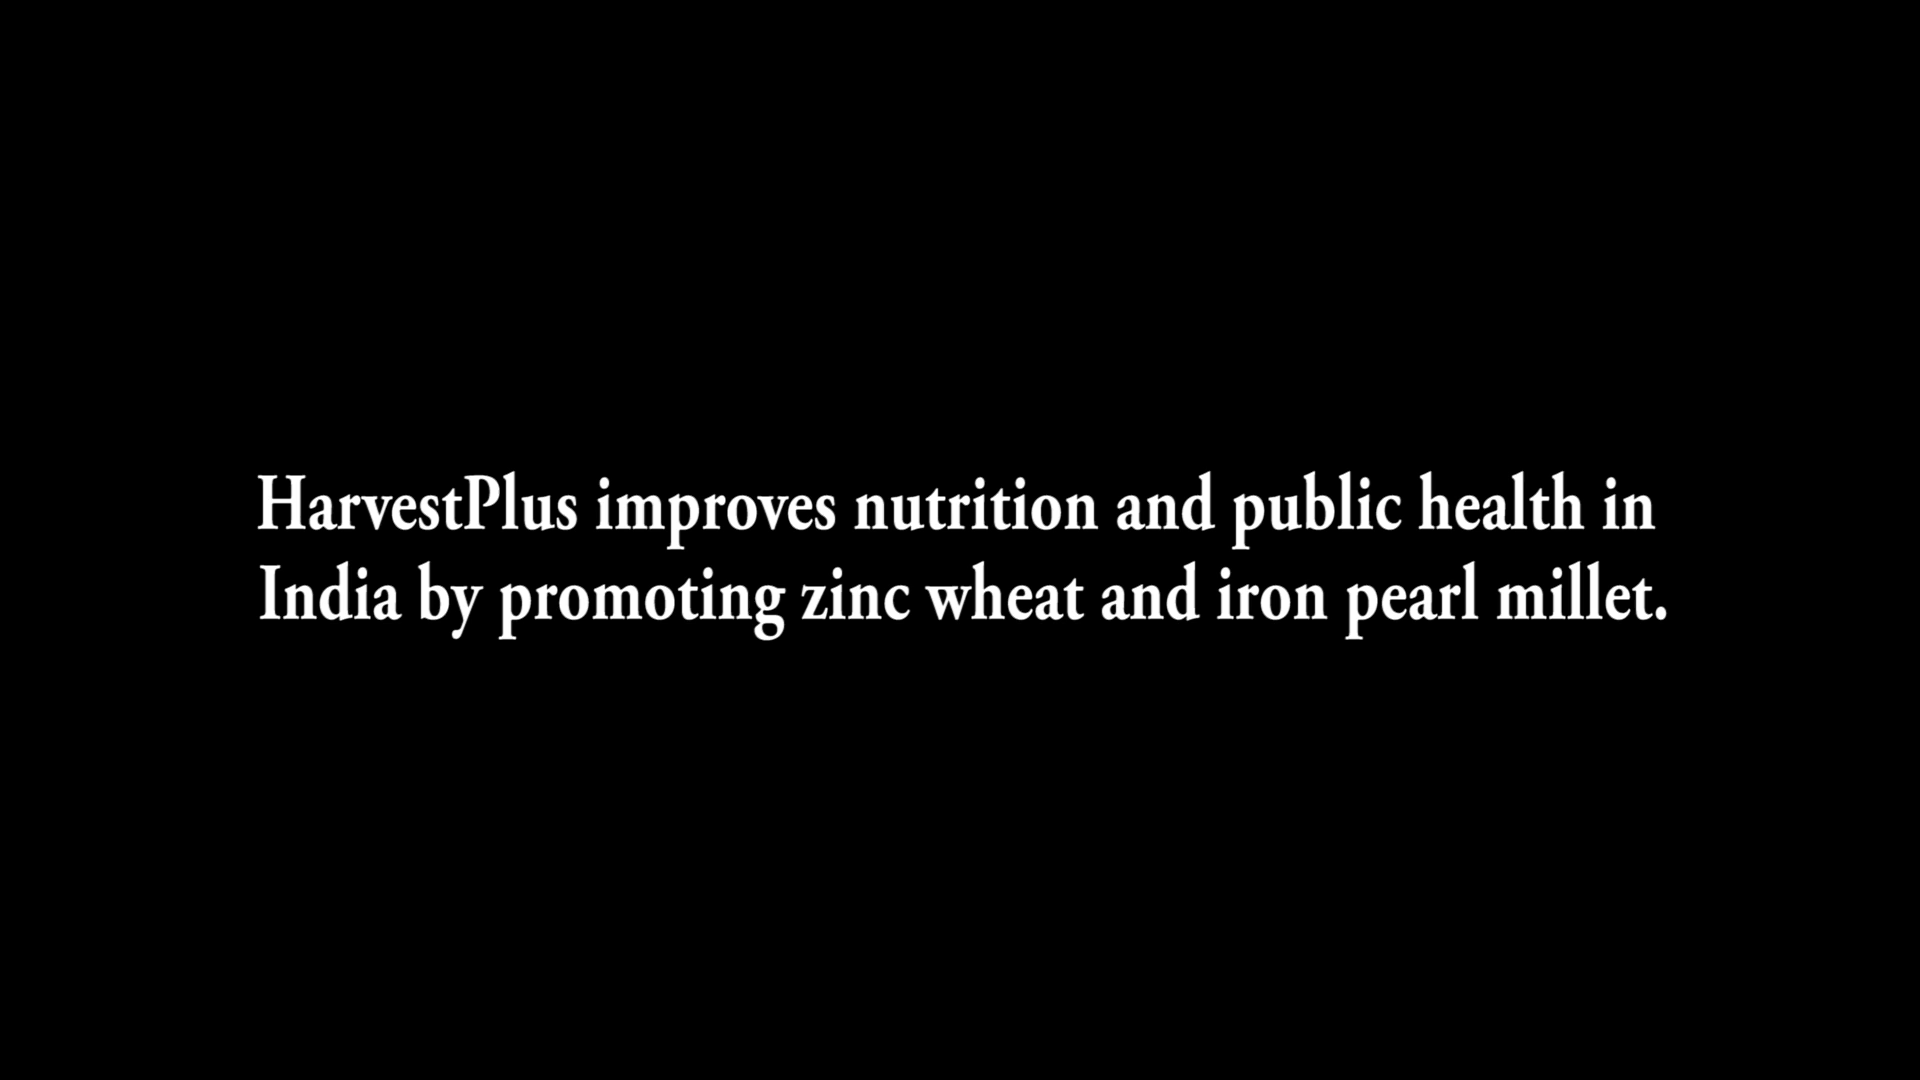 HarvestPlus improves nutrition and public health in
India by promoting zinc wheat and iron pearl millet.